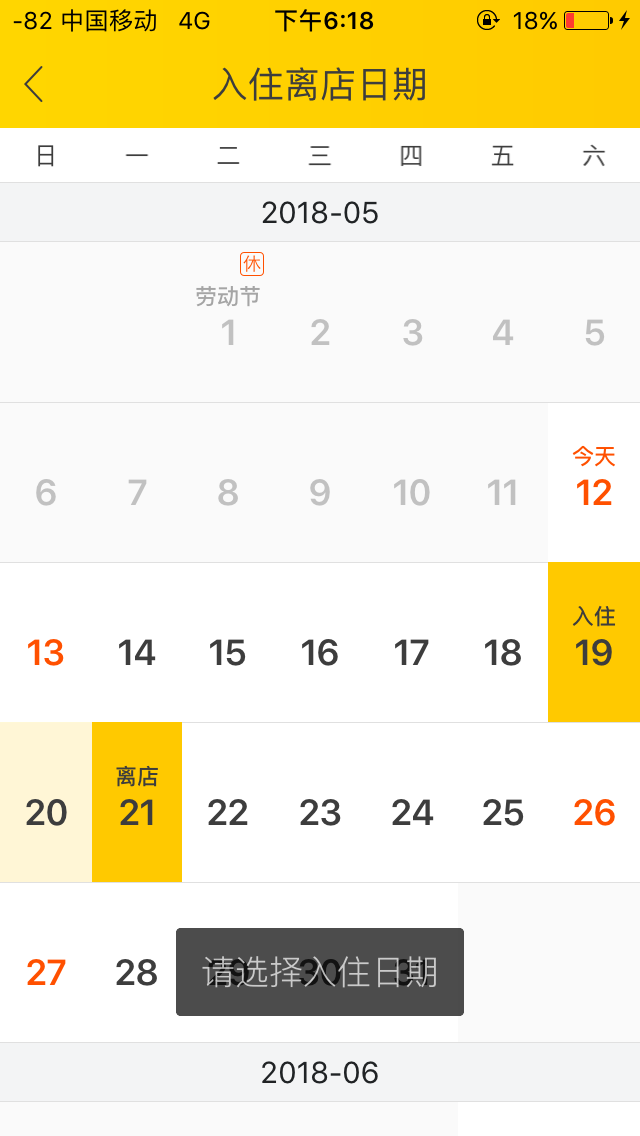 -82 中国移动 4G 下午6:18 18%
入住离店日期
日 一 二 三 四 五 六
2018-05
休
劳动节
1 2 3 4 5
今天
6 7 8 9 10 11 12
入住
13 14 15 16 17 18 19
离店
20 21 22 23 24 25 26
27 28 29 30 31
请选择入住日期
2018-06